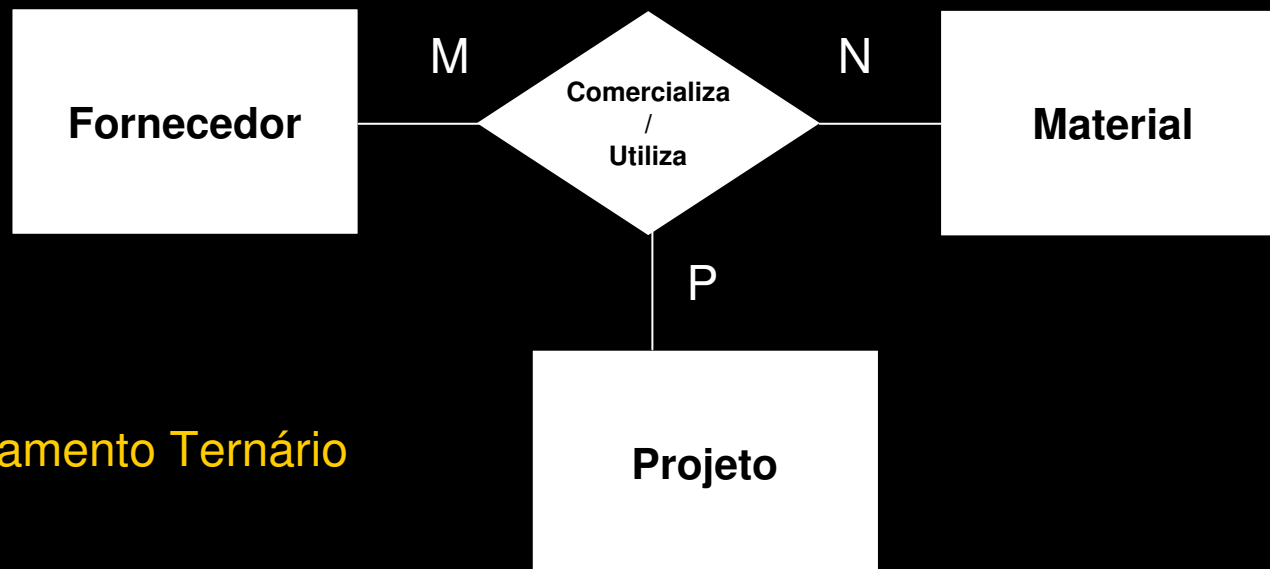 M
N
Comercializa
/
Utiliza
Fornecedor
Material
P
amento Ternário
Projeto